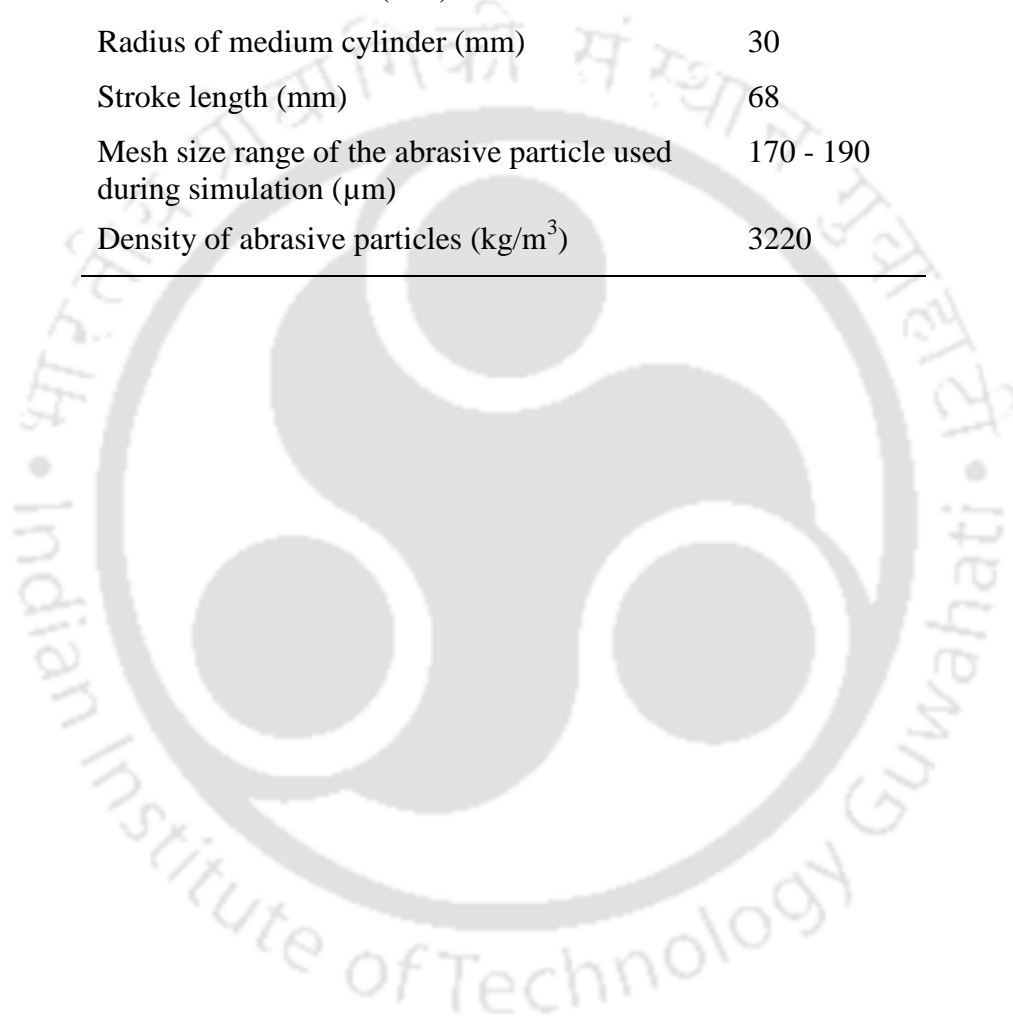 Radius of medium cylinder (mm) 30
Stroke length (mm) 68
Mesh size range of the abrasive particle used 170 - 190
during simulation (µm)
Density of abrasive particles (kg/m³) 3220
भारतीय प्रौद्योगिकी संस्थान गुवाहाटी
Indian Institute of Technology Guwahati